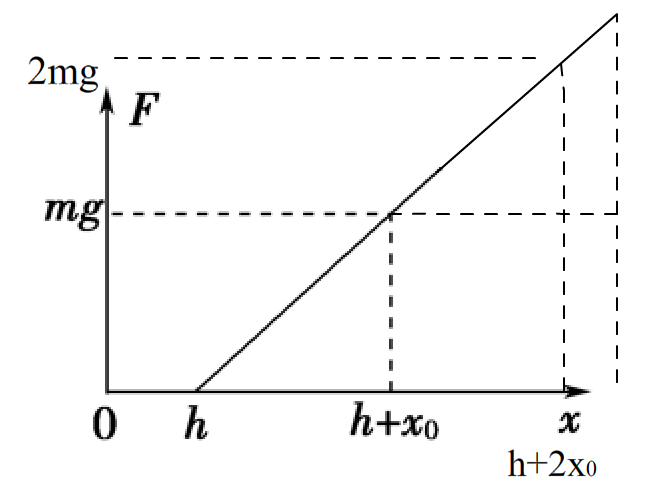 2mg
F
mg
0 h h+x₀ x
h+2x₀